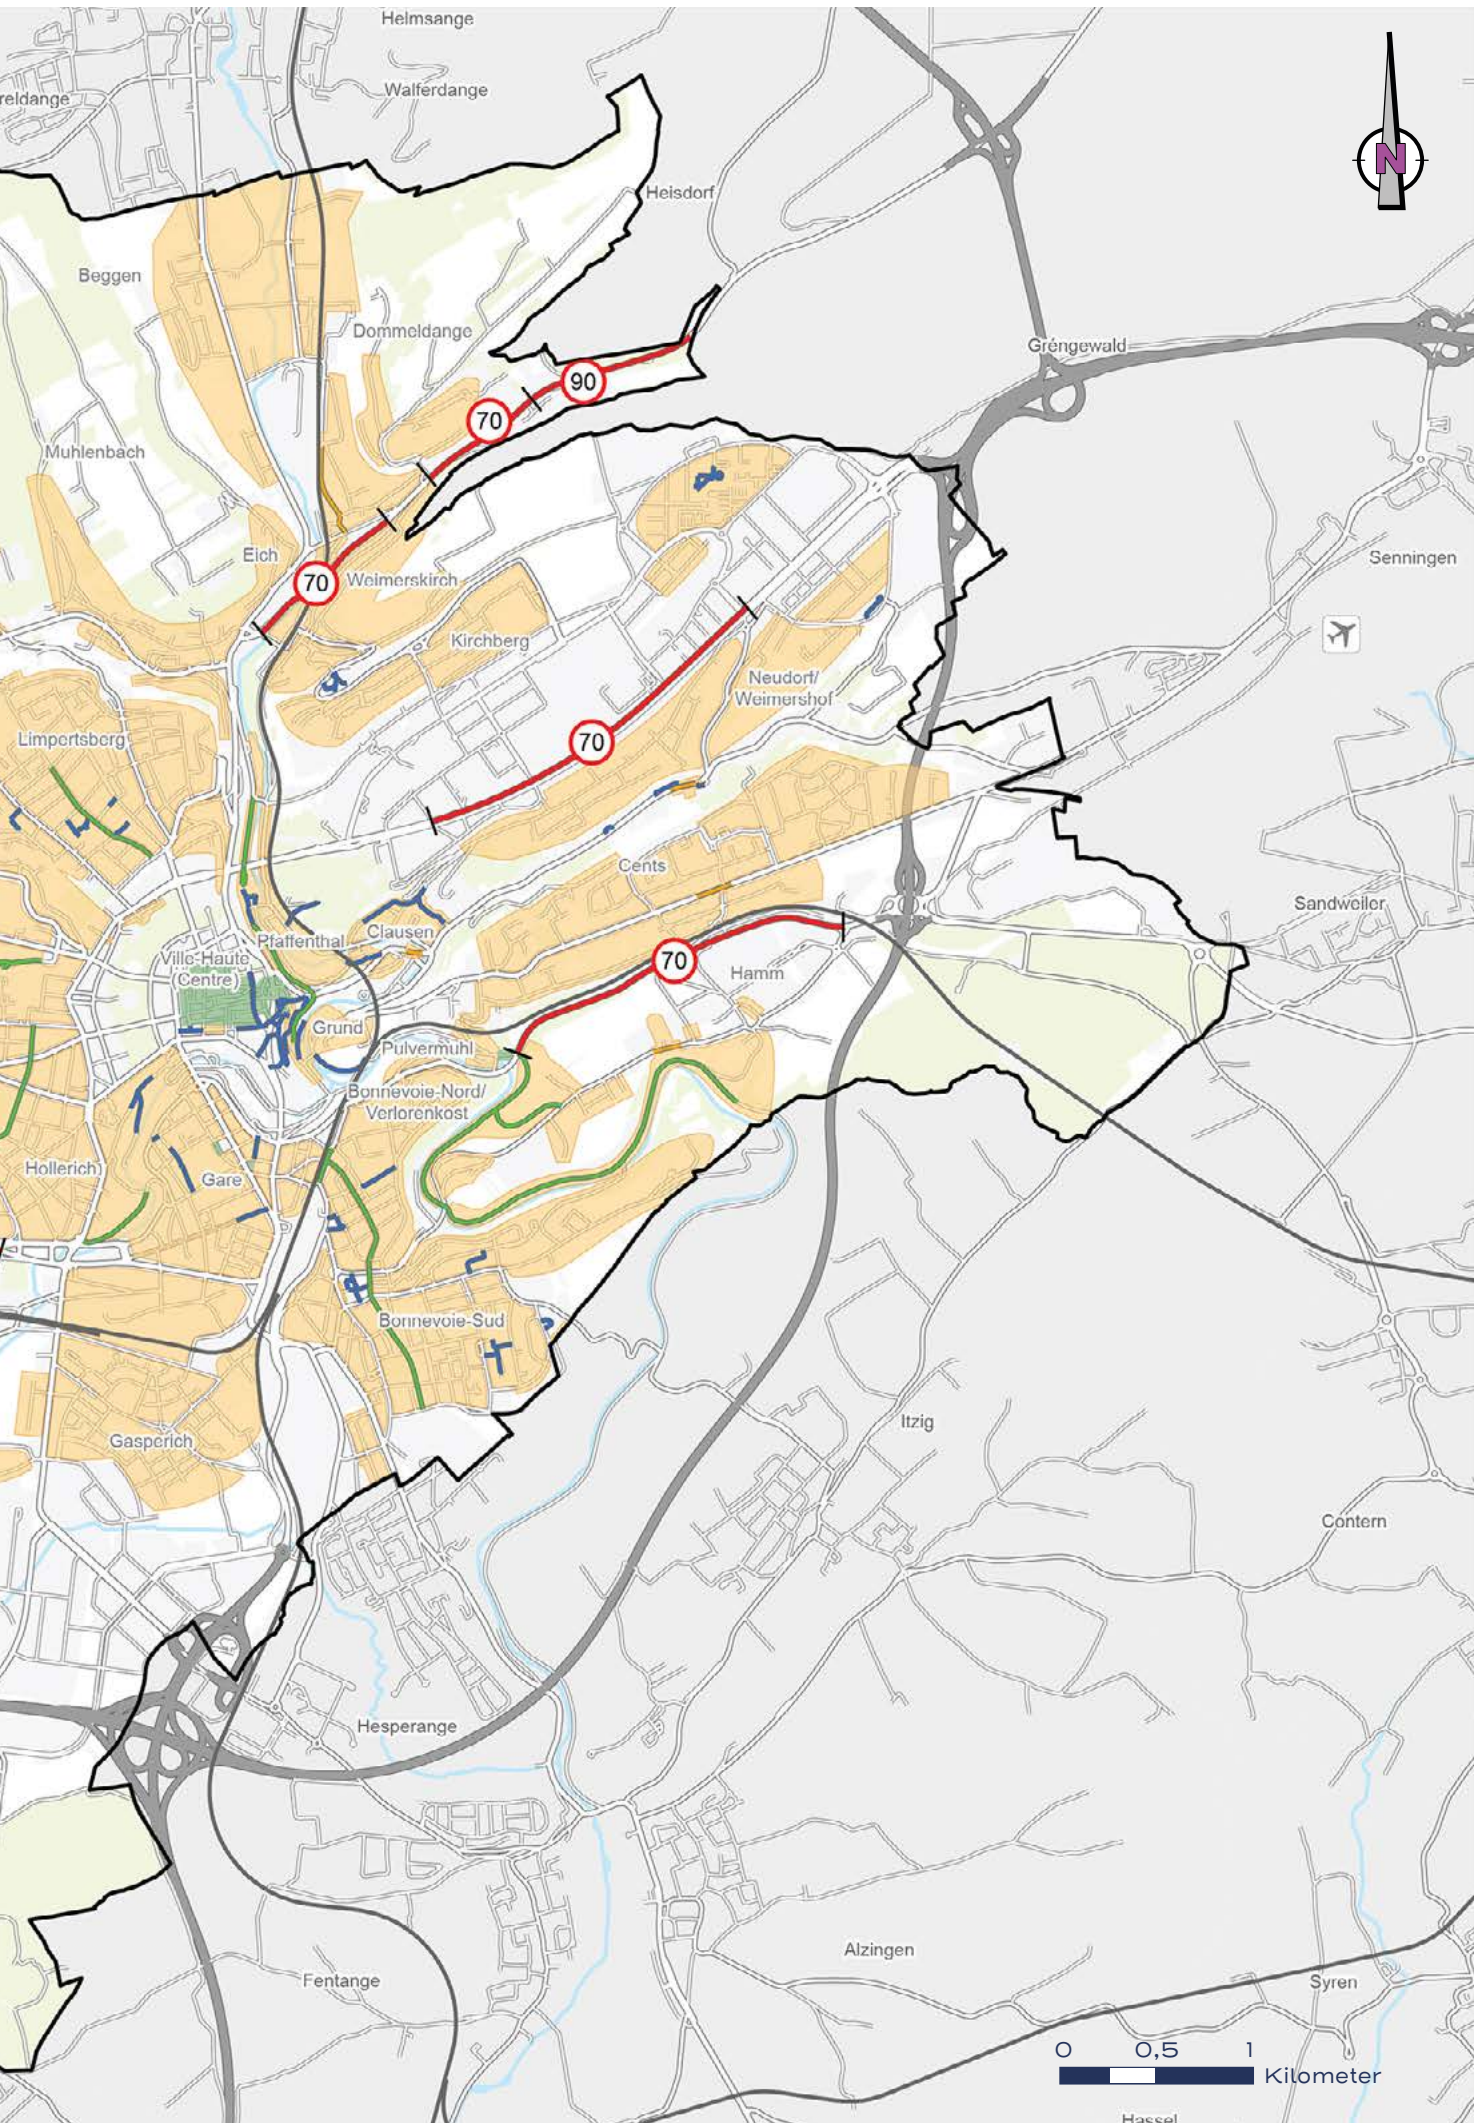 Helmsange
Walferdange
reldange
N
Heisdorf
Beggen
Dommeldange
Gréngewald
90
70
Muhlenbach
Eich
70
Weimerskirch
Senningen
Kirchberg
Neudorf/
Weimershof
Limpertsberg
70
Cents
Sandweiler
Clausen
Pfaffenthal
Ville-Haute
(Centre)
70
Hamm
Grund
Pulvermuhl
Bonnevoie-Nord/
Verlorenkost
Hollerich
Gare
Bonnevoie-Sud
Itzig
Gasperich
Contern
Hesperange
Alzingen
Fentange
Syren
0 0,5 1
Kilometer
Hassel